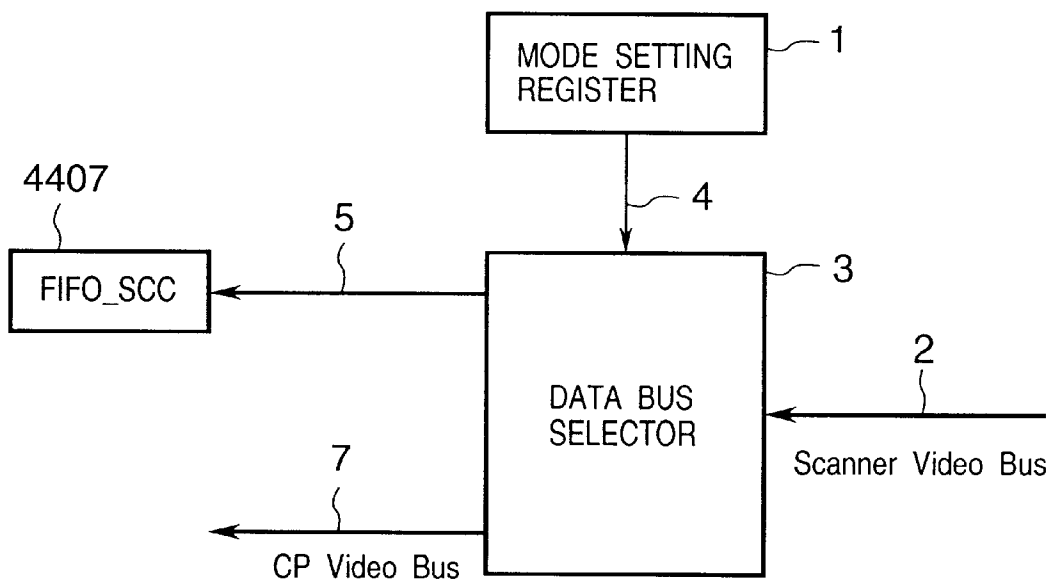 MODE SETTING
REGISTER
1
4407
5
4
3
FIFO_SCC
2
DATA BUS
SELECTOR
7
Scanner Video Bus
CP Video Bus